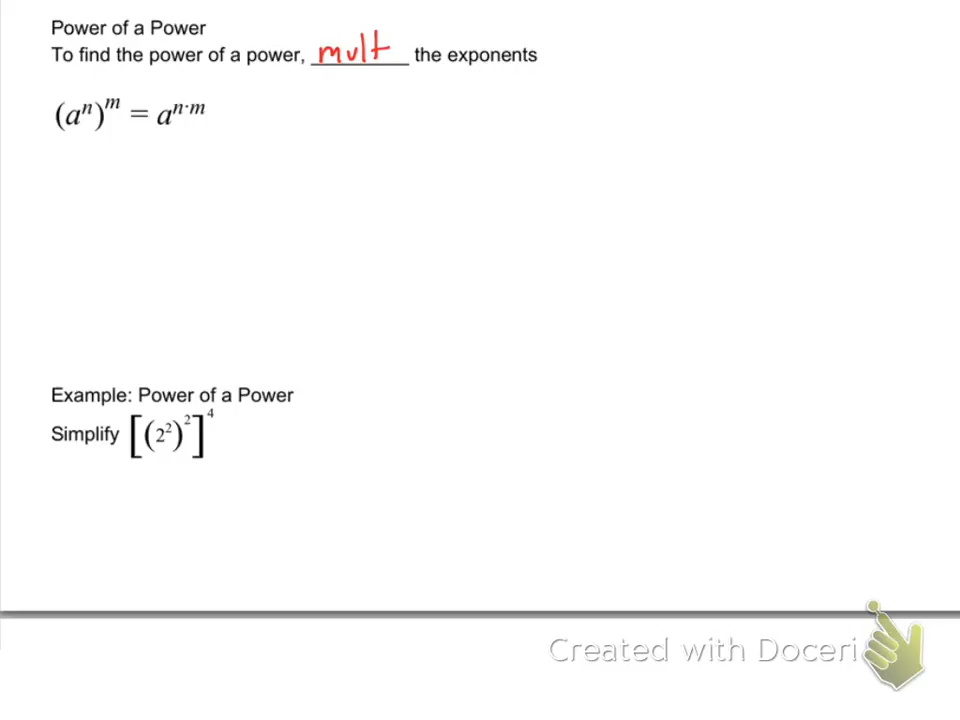 Power of a Power
To find the power of a power, mult the exponents
(aⁿ)ᵐ = aⁿ·ᵐ
Example: Power of a Power
Simplify [(2²)²]⁴
Created with Doceri